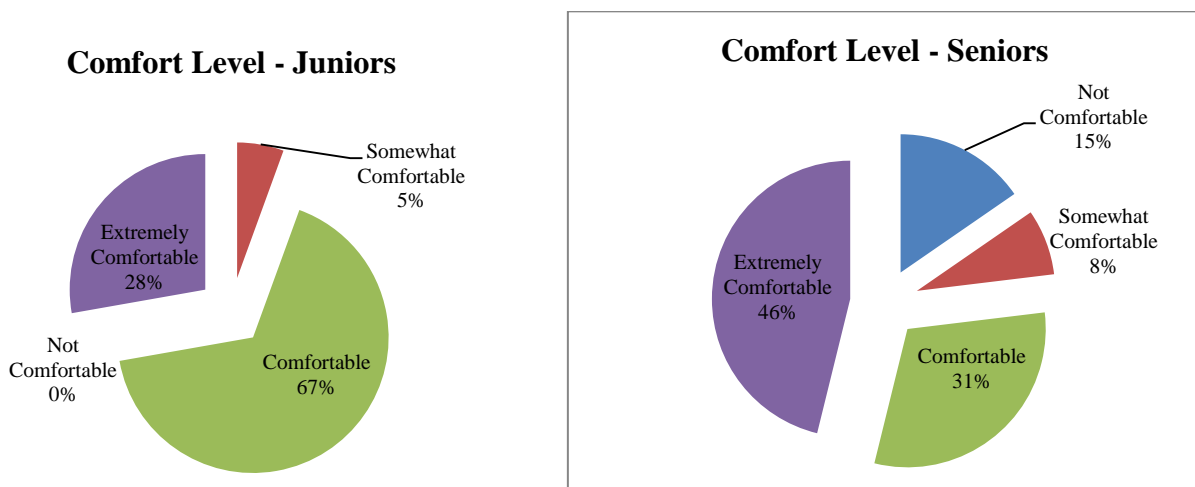 Comfort Level - Juniors
Somewhat
Comfortable
5%
Extremely
Comfortable
28%
Not
Comfortable
0%
Comfortable
67%
Comfort Level - Seniors
Not
Comfortable
15%
Somewhat
Comfortable
8%
Extremely
Comfortable
46%
Comfortable
31%